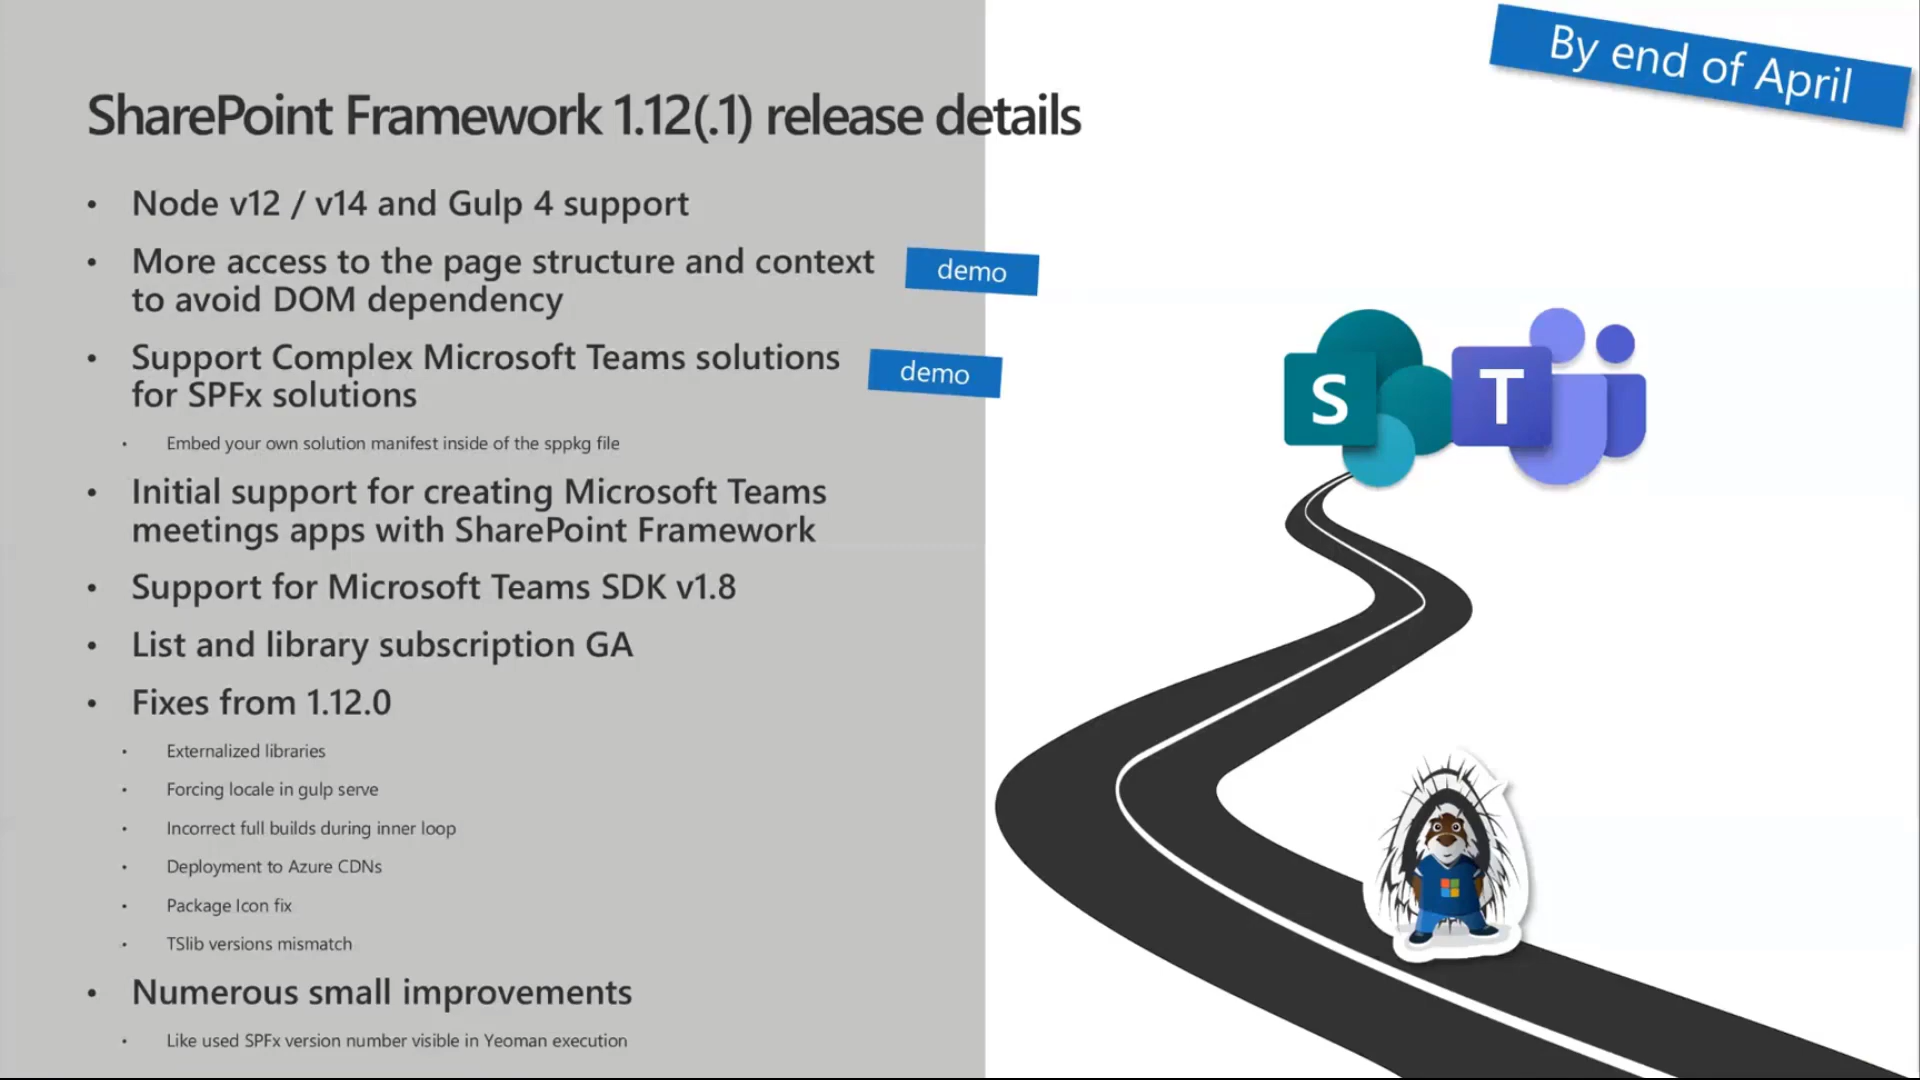 By end of April
SharePoint Framework 1.12(.1) release details
• Node v12 / v14 and Gulp 4 support
• More access to the page structure and context
to avoid DOM dependency
demo
• Support Complex Microsoft Teams solutions
for SPFx solutions
demo
• Embed your own solution manifest inside of the sppkg file
• Initial support for creating Microsoft Teams
meetings apps with SharePoint Framework
• Support for Microsoft Teams SDK v1.8
• List and library subscription GA
• Fixes from 1.12.0
• Externalized libraries
• Forcing locale in gulp serve
• Incorrect full builds during inner loop
• Deployment to Azure CDNs
• Package Icon fix
• TSlib versions mismatch
• Numerous small improvements
• Like used SPFx version number visible in Yeoman execution
S
T